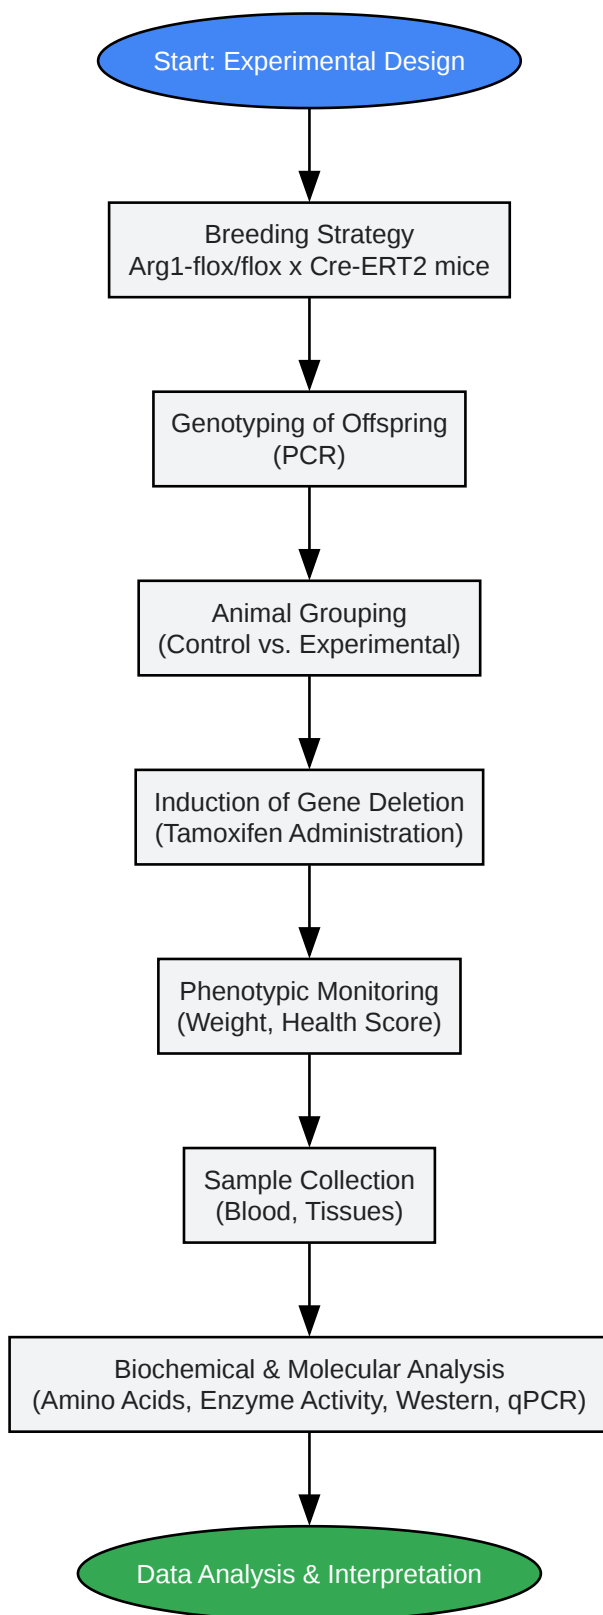 Start: Experimental Design
Breeding Strategy
Arg1-flox/flox x Cre-ERT2 mice
Genotyping of Offspring
(PCR)
Animal Grouping
(Control vs. Experimental)
Induction of Gene Deletion
(Tamoxifen Administration)
Phenotypic Monitoring
(Weight, Health Score)
Sample Collection
(Blood, Tissues)
Biochemical & Molecular Analysis
(Amino Acids, Enzyme Activity, Western, qPCR)
Data Analysis & Interpretation